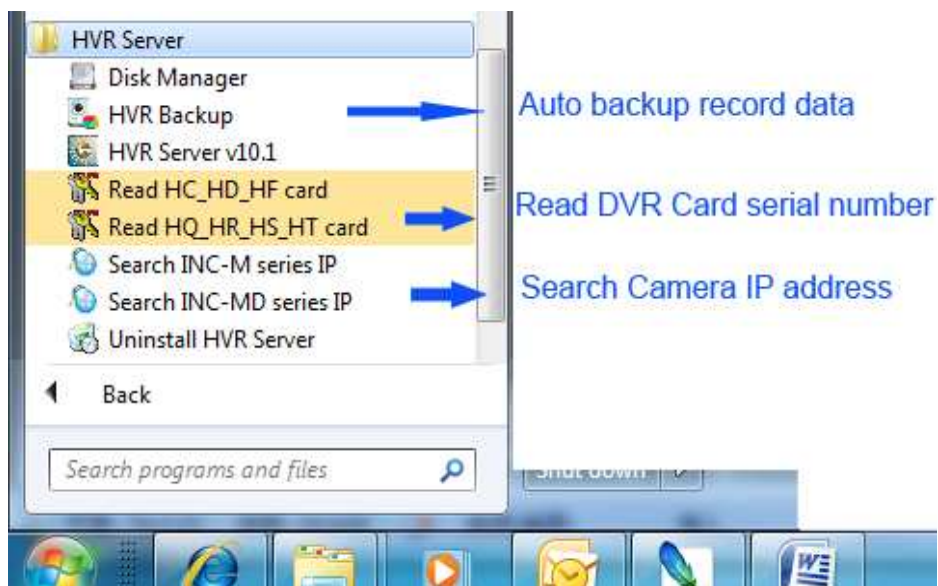 HVR Server
Disk Manager
HVR Backup
Auto backup record data
HVR Server v10.1
Read HC_HD_HF card
Read HQ_HR_HS_HT card
Read DVR Card serial number
Search INC-M series IP
Search INC-MD series IP
Search Camera IP address
Uninstall HVR Server
Back
Search programs and files
Shut down
W